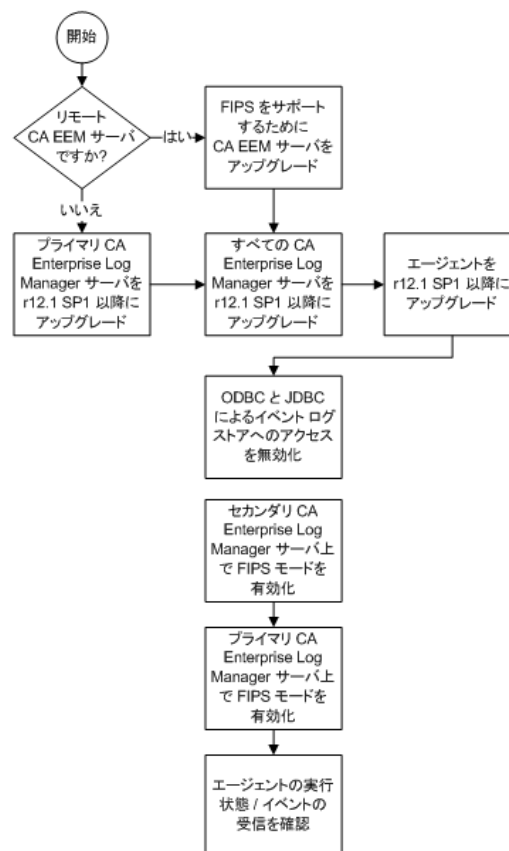 開始
リモート
CA EEM サーバ
ですか?
はい
いいえ
FIPS をサポート
するために
CA EEM サーバを
アップグレード
プライマリ CA
Enterprise Log
Manager サーバを
r12.1 SP1 以降に
アップグレード
すべての CA
Enterprise Log
Manager サーバを
r12.1 SP1 以降に
アップグレード
エージェントを
r12.1 SP1 以降に
アップグレード
ODBC と JDBC
によるイベント ログ
ストアへのアクセス
を無効化
セカンダリ CA
Enterprise Log
Manager サーバ上
で FIPS モードを
有効化
プライマリ CA
Enterprise Log
Manager サーバ上
で FIPS モードを
有効化
エージェントの実行
状態 / イベントの
受信を確認